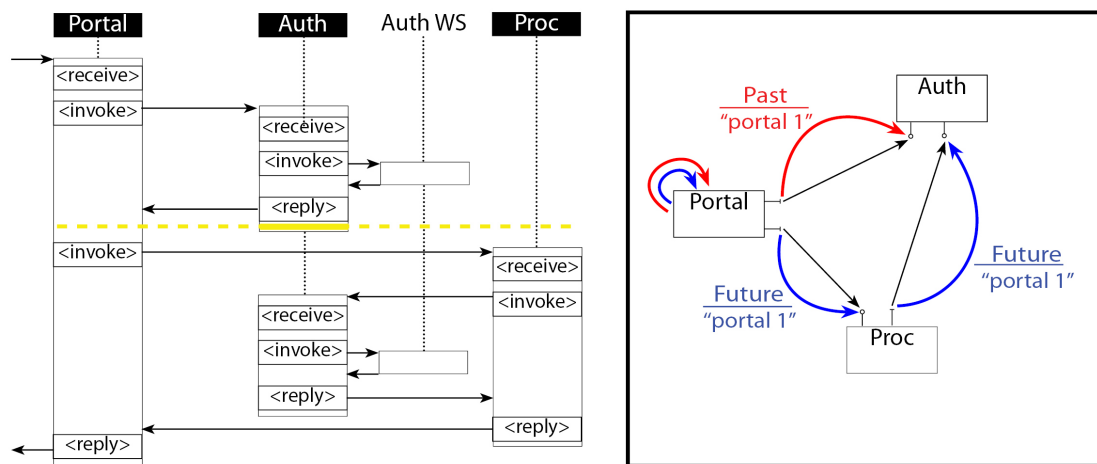 Portal
Auth
Auth WS
Proc
<receive>
<invoke>
<receive>
<invoke>
<reply>
<invoke>
<receive>
<invoke>
<receive>
<invoke>
<reply>
<reply>
<reply>
Auth
Past
“portal 1”
Portal
Future
“portal 1”
Future
“portal 1”
Proc